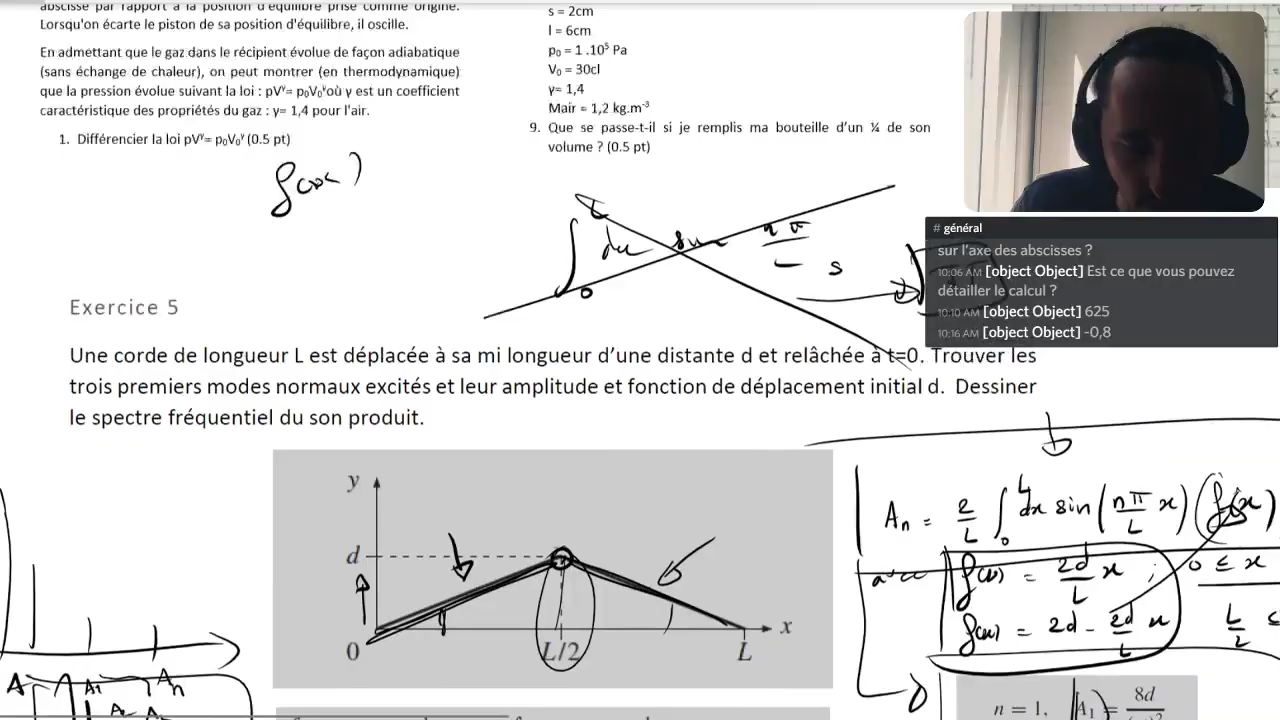 abscisse par rapport à la position d'équilibre prise comme origine.
Lorsqu'on écarte le piston de sa position d'équilibre, il oscille.
En admettant que le gaz dans le récipient évolue de façon adiabatique
(sans échange de chaleur), on peut montrer (en thermodynamique)
que la pression évolue suivant la loi : pVᵞ= p₀V₀ᵞoù γ est un coefficient
caractéristique des propriétés du gaz : γ= 1,4 pour l'air.
1. Différencier la loi pVᵞ= p₀V₀ᵞ (0.5 pt)
s = 2cm
l = 6cm
p₀ = 1 .10⁵ Pa
V₀ = 30cl
γ= 1,4
Mair = 1,2 kg.m⁻³
9. Que se passe-t-il si je remplis ma bouteille d'un ¼ de son
volume ? (0.5 pt)
f(x)
# général
sur l'axe des abscisses ?
10:06 AM [object Object] Est ce que vous pouvez
détailler le calcul ?
10:10 AM [object Object] 625
10:16 AM [object Object] -0,8
Exercice 5
Une corde de longueur L est déplacée à sa mi longueur d'une distante d et relâchée à t=0. Trouver les
trois premiers modes normaux excités et leur amplitude et fonction de déplacement initial d. Dessiner
le spectre fréquentiel du son produit.
y
d
0
L/2
L
x
Aₙ = 2/L ∫₀ᴸ dx sin(nπ/L x) (f(x)
avec f(x) = 2d/L x ; 0 ≤ x
f(x) = 2d - 2d/L x L/2 ≤
A A₁ Aₙ
n = 1, A₁ = 8d